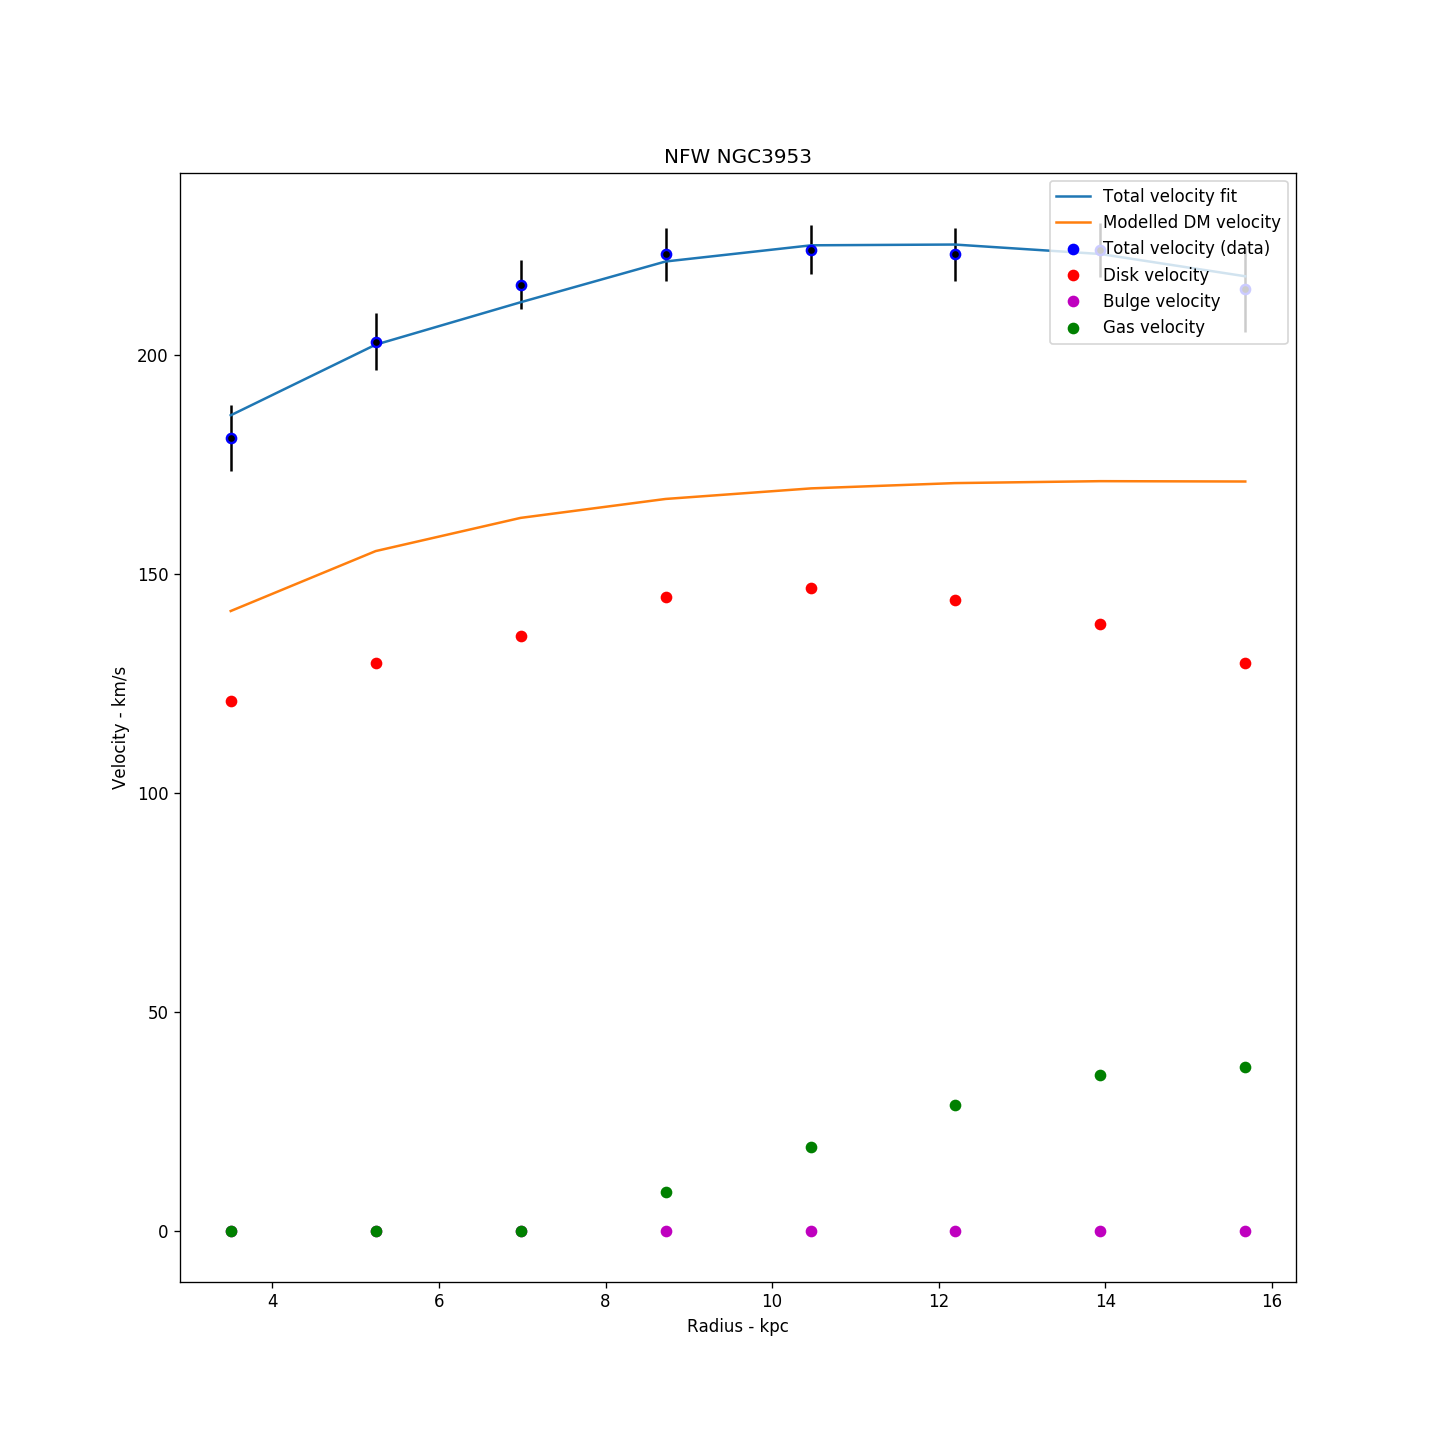 NFW NGC3953
Total velocity fit
Modelled DM velocity
Total velocity (data)
Disk velocity
Bulge velocity
Gas velocity
200
150
100
50
0
Velocity - km/s
4 6 8 10 12 14 16
Radius - kpc